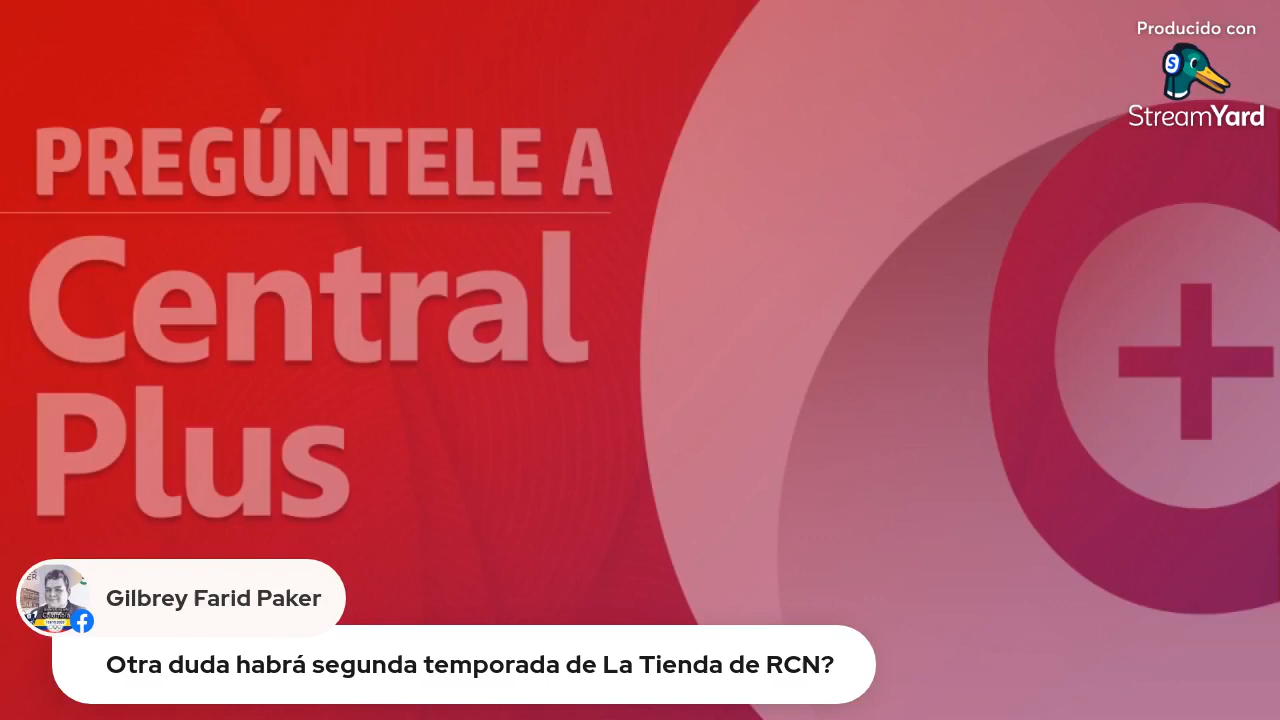 Producido con
StreamYard
PREGÚNTELE A
Central
Plus
Gilbrey Farid Paker
Otra duda habrá segunda temporada de La Tienda de RCN?